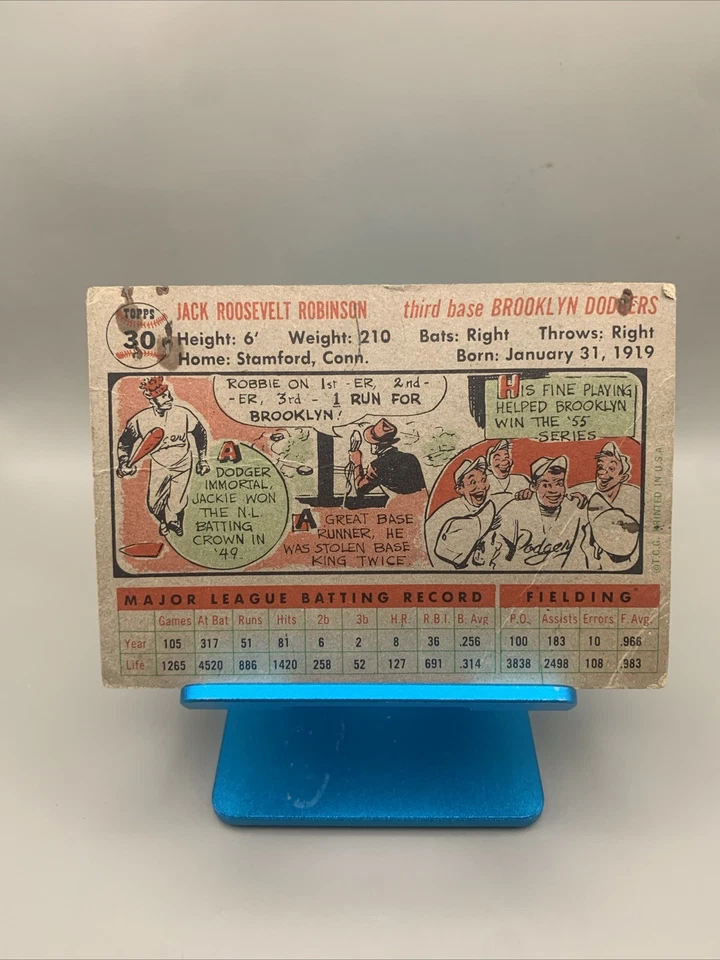 TOPPS
30
JACK ROOSEVELT ROBINSON third base BROOKLYN DODGERS
Height: 6' Weight: 210 Bats: Right Throws: Right
Home: Stamford, Conn. Born: January 31, 1919
A
DODGER
IMMORTAL,
JACKIE WON
THE N.L.
BATTING
CROWN IN
'49.
ROBBIE ON 1st-ER, 2nd-
-ER, 3rd - 1 RUN FOR
BROOKLYN!
A GREAT BASE
RUNNER, HE
WAS STOLEN BASE
KING TWICE.
HIS FINE PLAYING
HELPED BROOKLYN
WIN THE '55
SERIES
Dodgers
© T.C.G. PRINTED IN U.S.A.
MAJOR LEAGUE BATTING RECORD FIELDING
Games At Bat Runs Hits 2b 3b H.R. R.B.I. B. Avg P.O. Assists Errors F. Avg.
Year 105 317 51 81 6 2 8 36 .256 100 183 10 .966
Life 1265 4520 886 1420 258 52 127 691 .314 3838 2498 108 .983